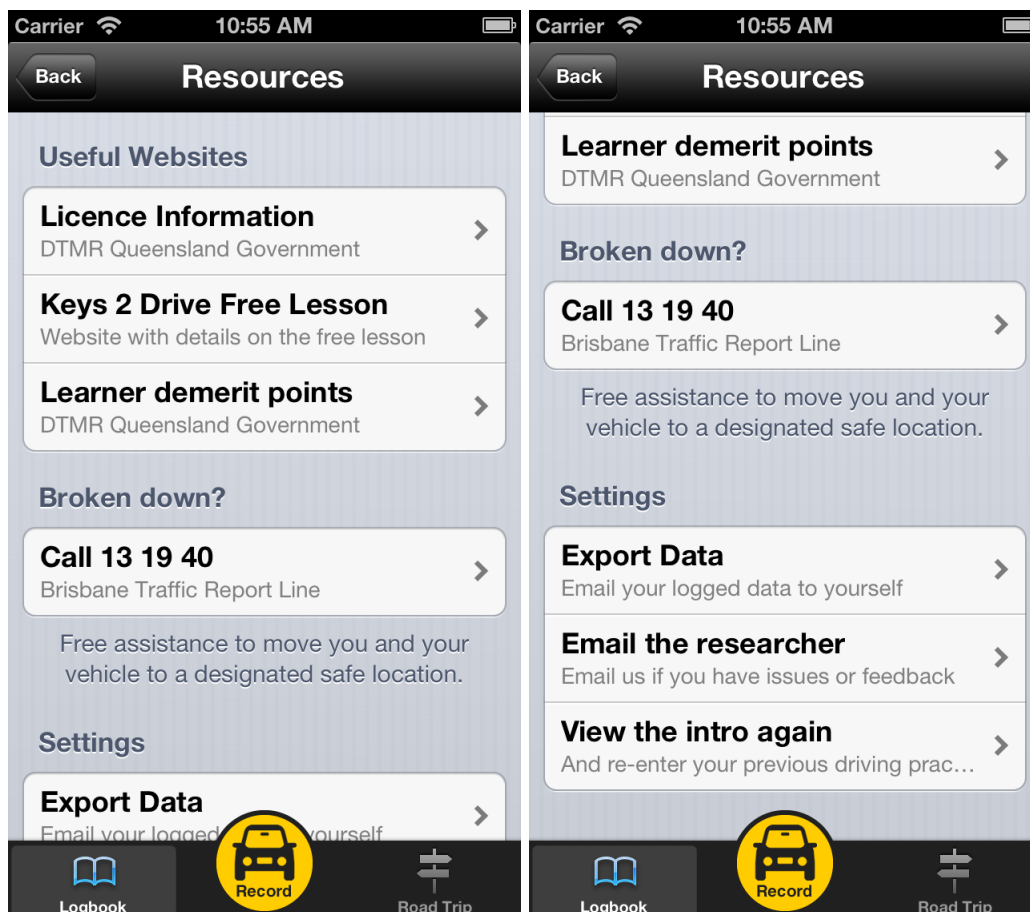 Carrier 10:55 AM
Back Resources
Useful Websites
Licence Information
DTMR Queensland Government
Keys 2 Drive Free Lesson
Website with details on the free lesson
Learner demerit points
DTMR Queensland Government
Broken down?
Call 13 19 40
Brisbane Traffic Report Line
Free assistance to move you and your
vehicle to a designated safe location.
Settings
Export Data
Email your logged yourself
Logbook Record Road Trip
Carrier 10:55 AM
Back Resources
Learner demerit points
DTMR Queensland Government
Broken down?
Call 13 19 40
Brisbane Traffic Report Line
Free assistance to move you and your
vehicle to a designated safe location.
Settings
Export Data
Email your logged data to yourself
Email the researcher
Email us if you have issues or feedback
View the intro again
And re-enter your previous driving prac...
Logbook Record Road Trip